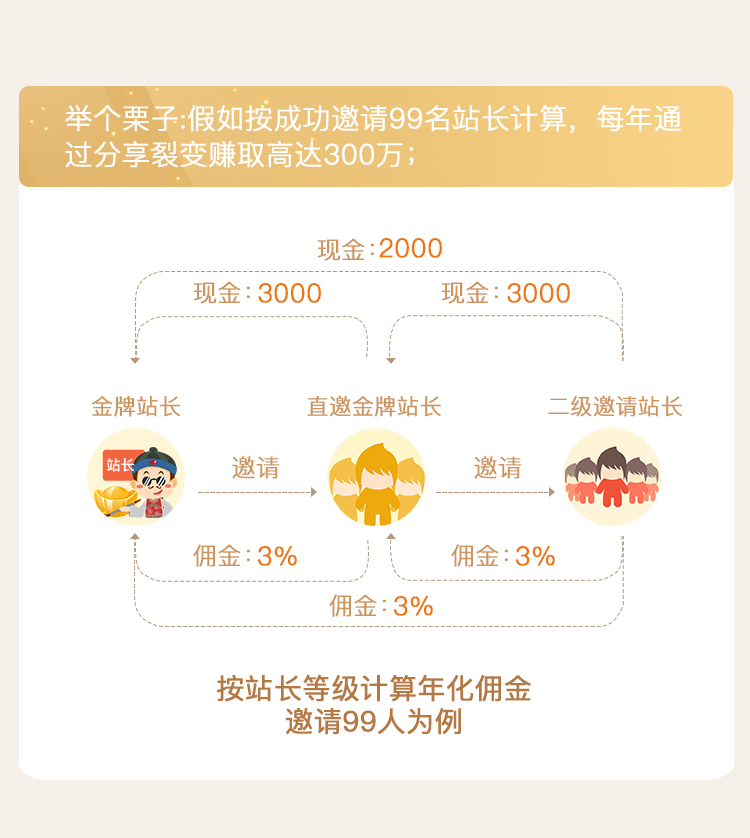 举个栗子:假如按成功邀请99名站长计算，每年通
过分享裂变赚取高达300万；
现金:2000
现金:3000
现金:3000
金牌站长
直邀金牌站长
二级邀请站长
站长
邀请
邀请
佣金:3%
佣金:3%
佣金:3%
按站长等级计算年化佣金
邀请99人为例